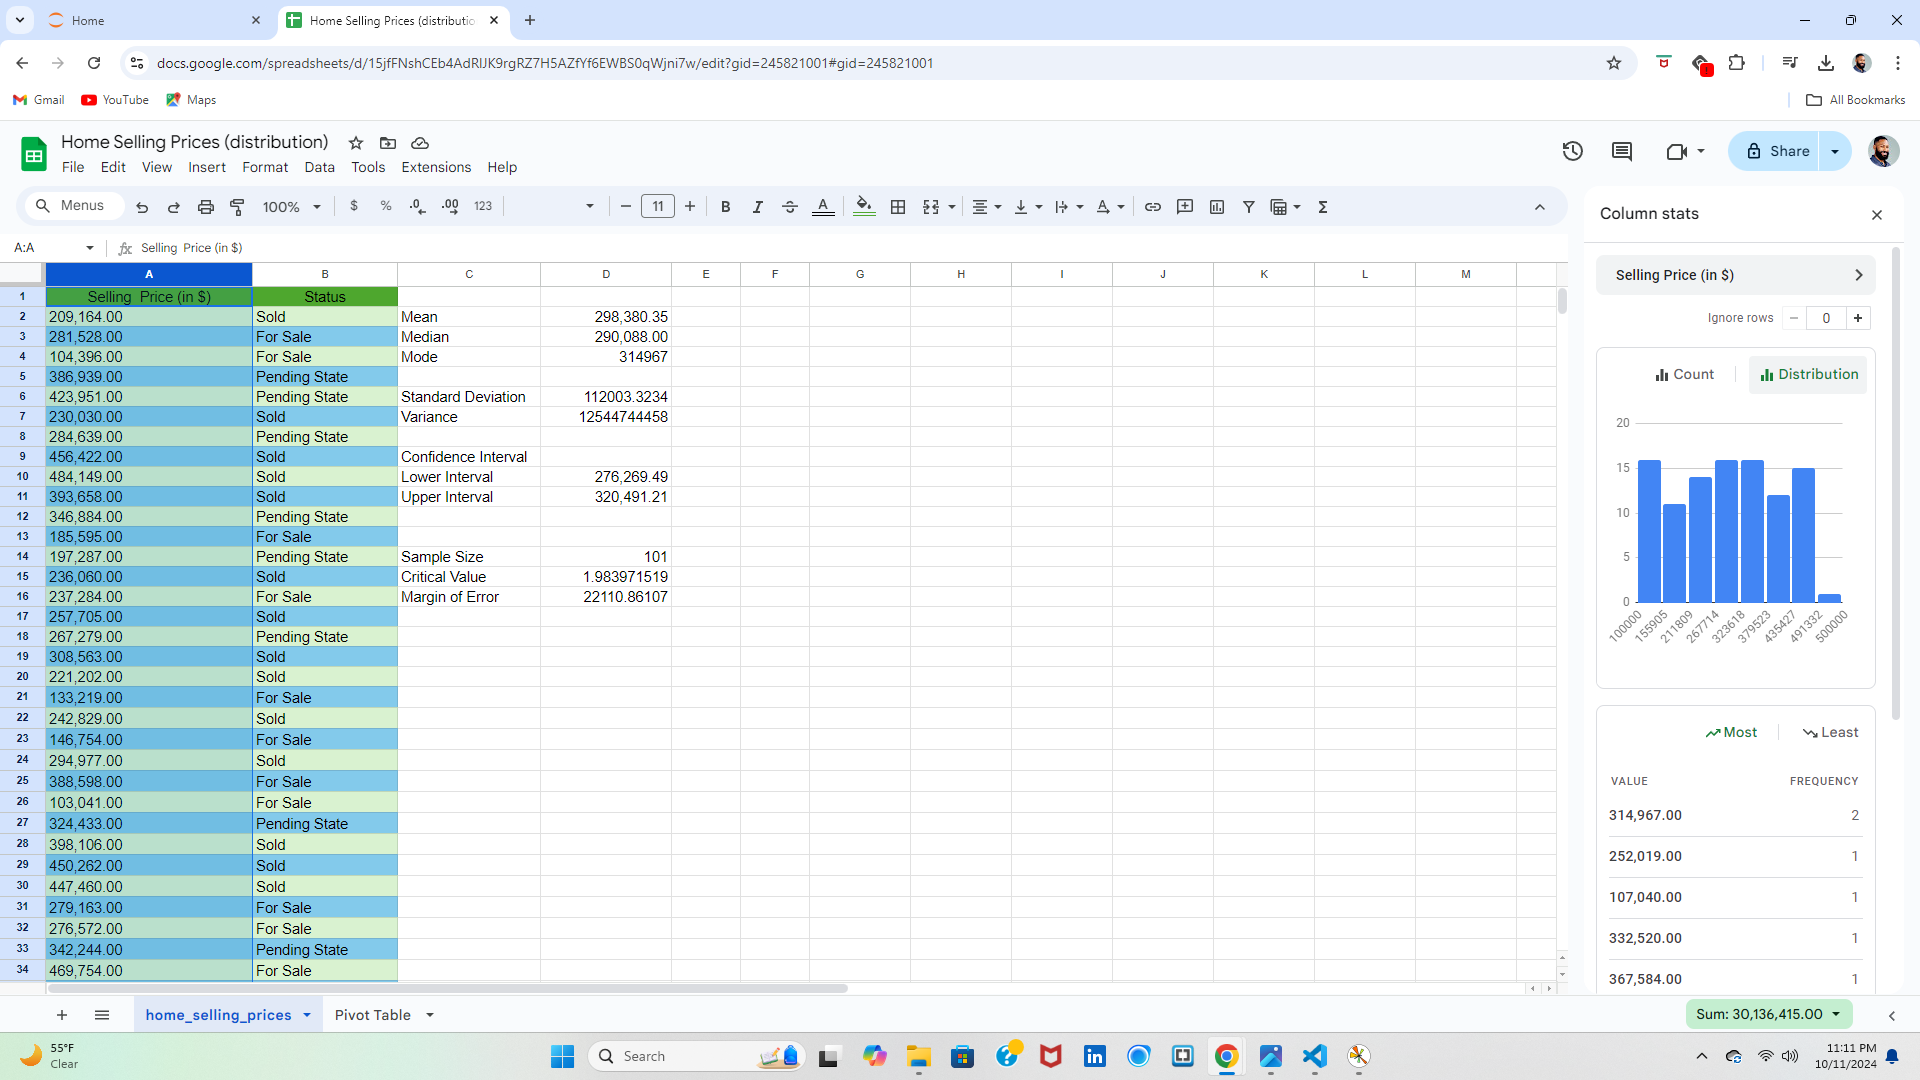 Home
Home Selling Prices (distributio
docs.google.com/spreadsheets/d/15jfFNshCEb4AdRIJK9rgRZ7H5AZfYf6EWBS0qWjni7w/edit?gid=245821001#gid=245821001
Gmail YouTube Maps All Bookmarks
Home Selling Prices (distribution)
File Edit View Insert Format Data Tools Extensions Help
Share
Menus 100% $ % .0 .00 123 11 B I A
A:A fx Selling Price (in $)
A B C D E F G H I J K L M
1 Selling Price (in $) Status
2 209,164.00 Sold Mean 298,380.35
3 281,528.00 For Sale Median 290,088.00
4 104,396.00 For Sale Mode 314967
5 386,939.00 Pending State
6 423,951.00 Pending State Standard Deviation 112003.3234
7 230,030.00 Sold Variance 12544744458
8 284,639.00 Pending State
9 456,422.00 Sold Confidence Interval
10 484,149.00 Sold Lower Interval 276,269.49
11 393,658.00 Sold Upper Interval 320,491.21
12 346,884.00 Pending State
13 185,595.00 For Sale
14 197,287.00 Pending State Sample Size 101
15 236,060.00 Sold Critical Value 1.983971519
16 237,284.00 For Sale Margin of Error 22110.86107
17 257,705.00 Sold
18 267,279.00 Pending State
19 308,563.00 Sold
20 221,202.00 Sold
21 133,219.00 For Sale
22 242,829.00 Sold
23 146,754.00 For Sale
24 294,977.00 Sold
25 388,598.00 For Sale
26 103,041.00 For Sale
27 324,433.00 Pending State
28 398,106.00 Sold
29 450,262.00 Sold
30 447,460.00 Sold
31 279,163.00 For Sale
32 276,572.00 For Sale
33 342,244.00 Pending State
34 469,754.00 For Sale
Column stats
Selling Price (in $)
Ignore rows 0
Count Distribution
20
15
10
5
0
100000 155905 211809 267714 323618 379523 435427 491332 500000
Most Least
VALUE FREQUENCY
314,967.00 2
252,019.00 1
107,040.00 1
332,520.00 1
367,584.00 1
home_selling_prices Pivot Table Sum: 30,136,415.00
55°F
Clear
Search
11:11 PM
10/11/2024